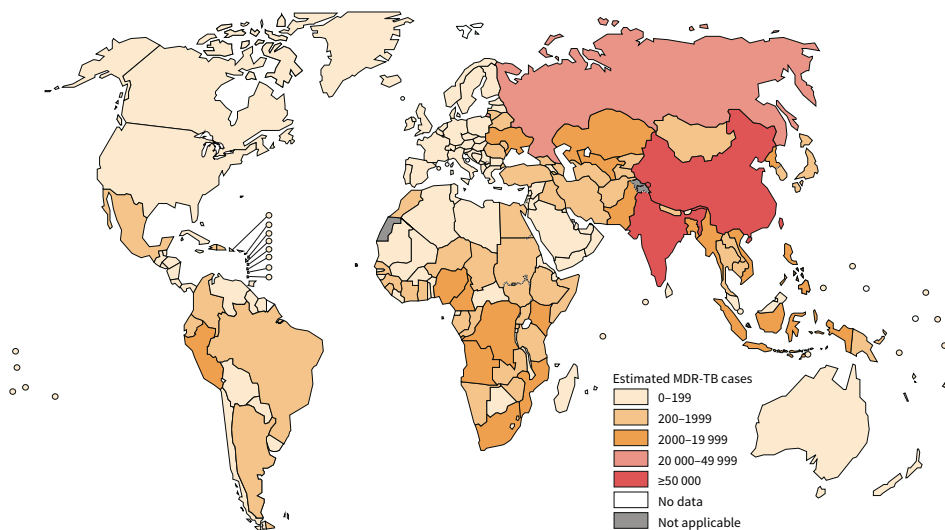 Estimated MDR-TB cases
0–199
200–1999
2000–19 999
20 000–49 999
≥50 000
No data
Not applicable